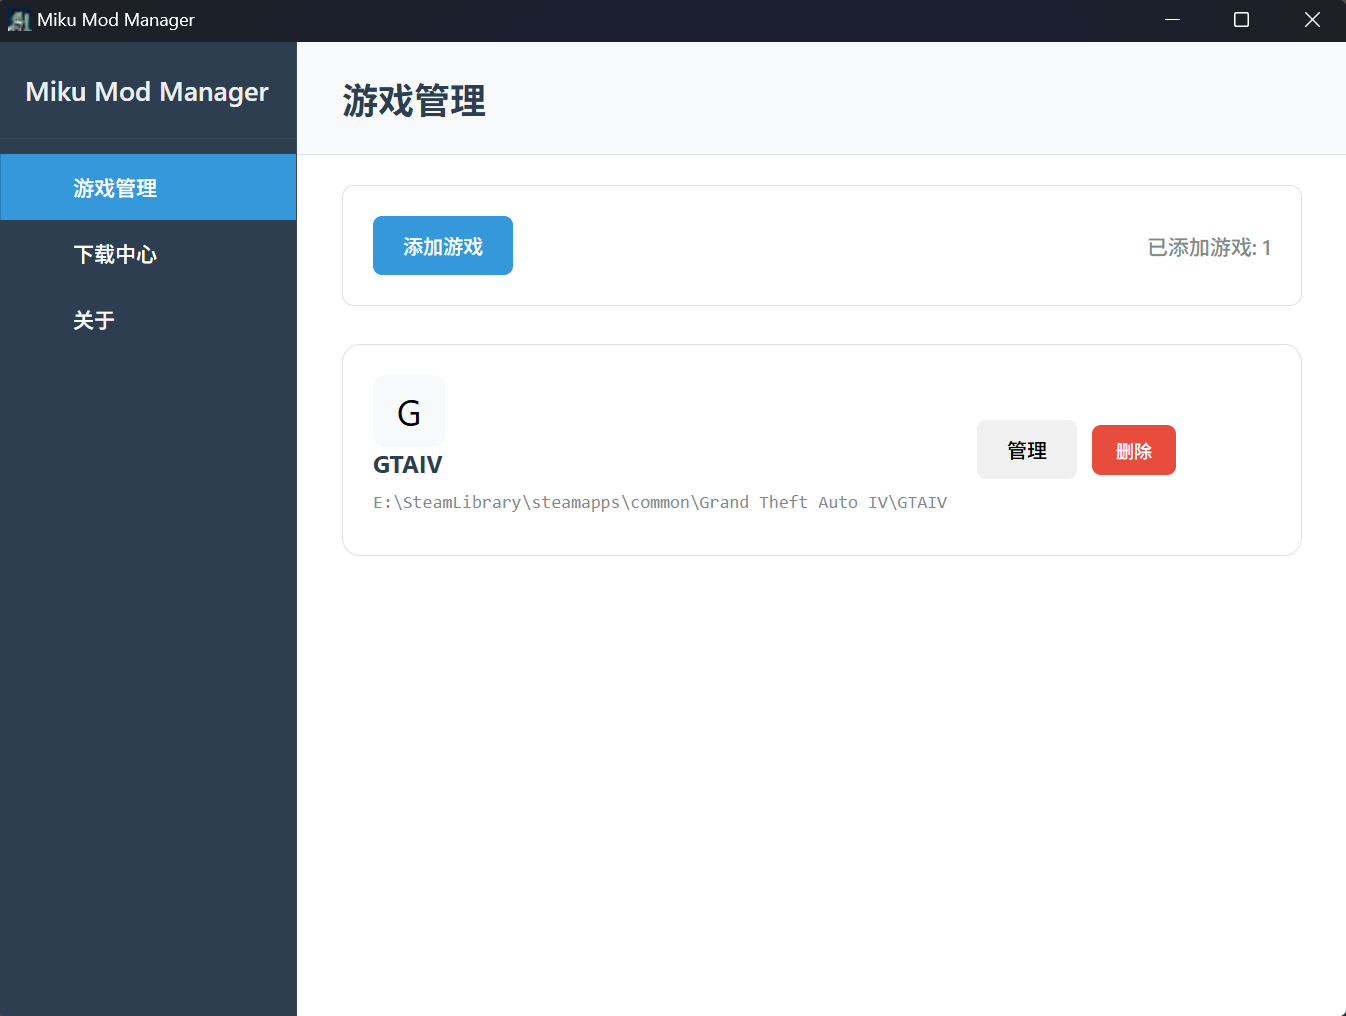 Miku Mod Manager
Miku Mod Manager
游戏管理
下载中心
关于
游戏管理
添加游戏
已添加游戏: 1
G
GTAIV
E:\SteamLibrary\steamapps\common\Grand Theft Auto IV\GTAIV
管理
删除